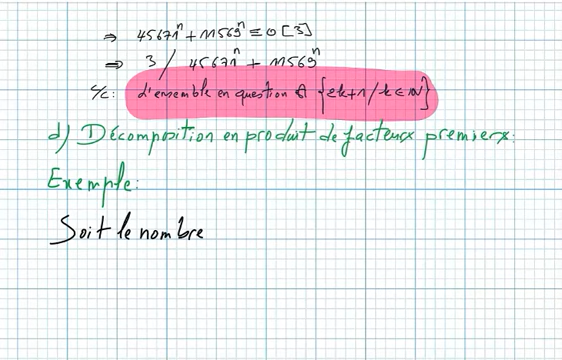 ⇒ 45671ⁿ + 11569ⁿ ≡ 0 [3]
⇒ 3 / 45671ⁿ + 11569ⁿ
S/c: L'ensemble en question est {2k+1 / k ∈ ℕ}
d) Décomposition en produit de facteurs premiers:
Exemple:
Soit le nombre